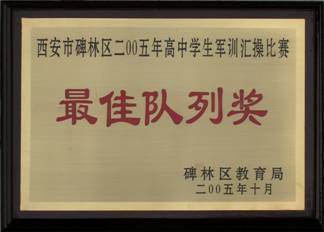 西安市碑林区二00五年高中学生军训汇操比赛
最佳队列奖
碑林区教育局
二00五年十月